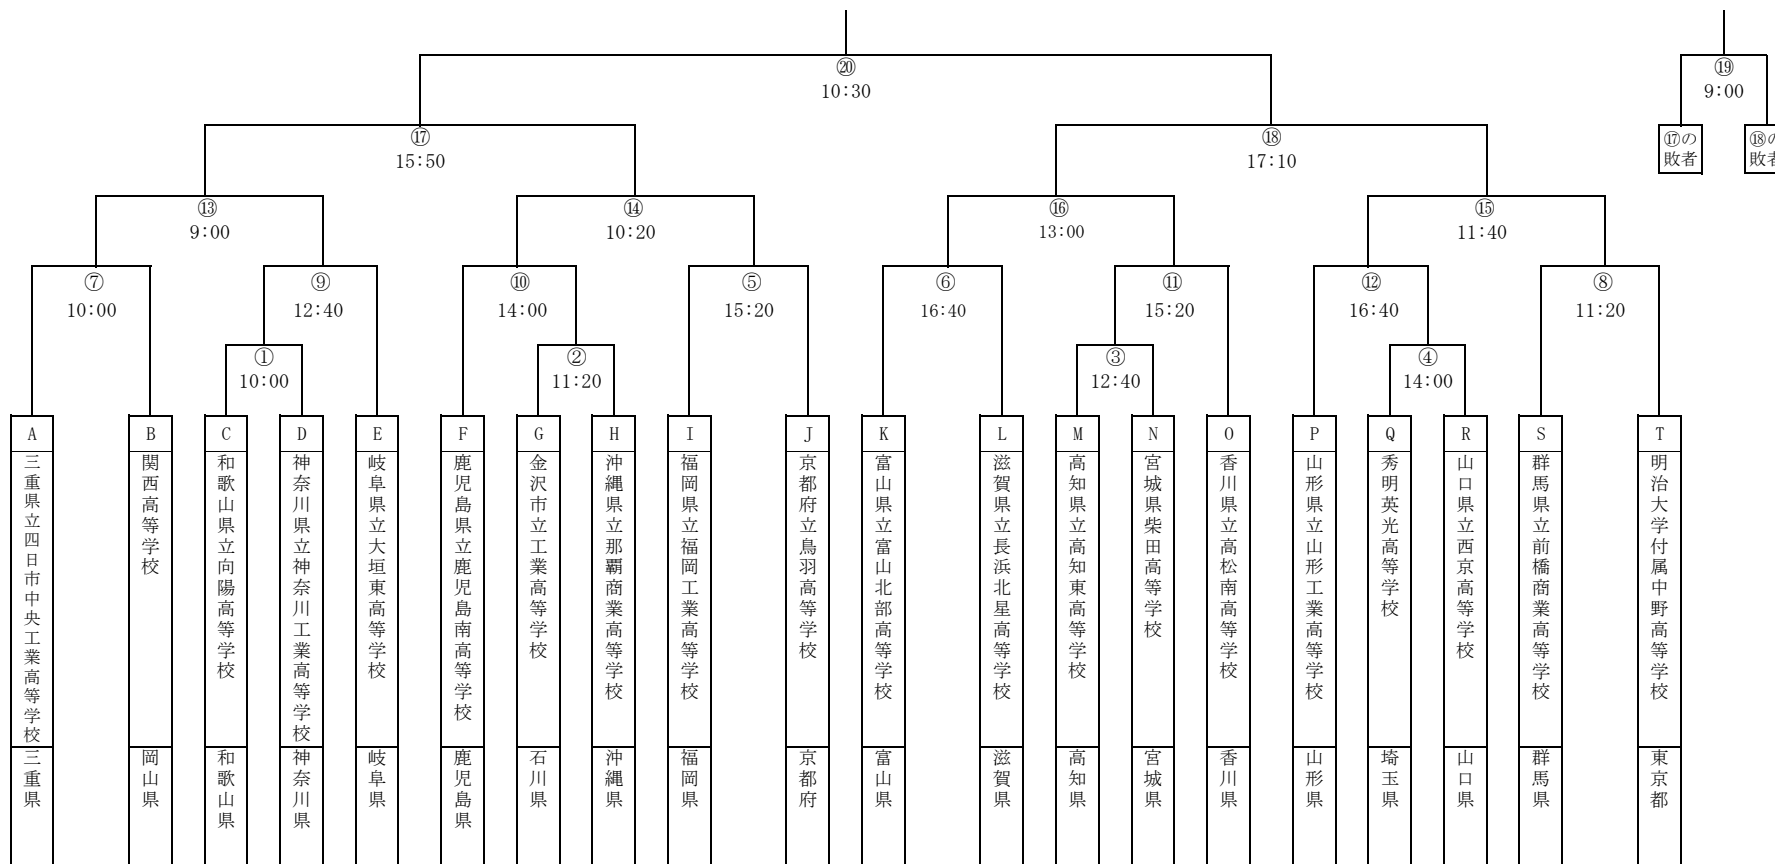 ⑳
10:30
⑲
9:00
⑰の
敗者
⑱の
敗者
⑰
15:50
⑱
17:10
⑬
9:00
⑭
10:20
⑯
13:00
⑮
11:40
⑦
10:00
⑨
12:40
⑩
14:00
⑤
15:20
⑥
16:40
⑪
15:20
⑫
16:40
⑧
11:20
①
10:00
②
11:20
③
12:40
④
14:00
A
三重県立四日市中央工業高等学校
三重県
B
関西高等学校
岡山県
C
和歌山県立向陽高等学校
和歌山県
D
神奈川県立神奈川工業高等学校
神奈川県
E
岐阜県立大垣東高等学校
岐阜県
F
鹿児島県立鹿児島南高等学校
鹿児島県
G
金沢市立工業高等学校
石川県
H
沖縄県立那覇商業高等学校
沖縄県
I
福岡県立福岡工業高等学校
福岡県
J
京都府立鳥羽高等学校
京都府
K
富山県立富山北部高等学校
富山県
L
滋賀県立長浜北星高等学校
滋賀県
M
高知県立高知東高等学校
高知県
N
宮城県柴田高等学校
宮城県
O
香川県立高松南高等学校
香川県
P
山形県立山形工業高等学校
山形県
Q
秀明英光高等学校
埼玉県
R
山口県立西京高等学校
山口県
S
群馬県立前橋商業高等学校
群馬県
T
明治大学付属中野高等学校
東京都